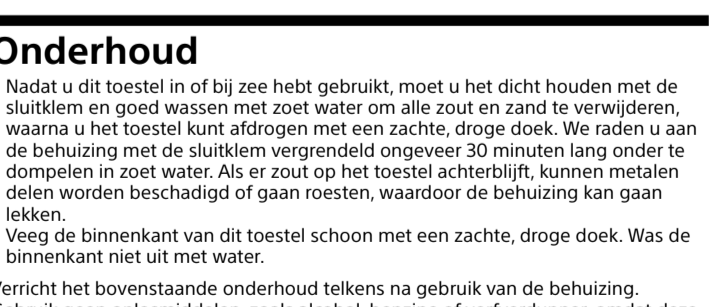 Onderhoud
Nadat u dit toestel in of bij zee hebt gebruikt, moet u het dicht houden met de
sluitklem en goed wassen met zoet water om alle zout en zand te verwijderen,
waarna u het toestel kunt afdrogen met een zachte, droge doek. We raden u aan
de behuizing met de sluitklem vergrendeld ongeveer 30 minuten lang onder te
dompelen in zoet water. Als er zout op het toestel achterblijft, kunnen metalen
delen worden beschadigd of gaan roesten, waardoor de behuizing kan gaan
lekken.
Veeg de binnenkant van dit toestel schoon met een zachte, droge doek. Was de
binnenkant niet uit met water.
Verricht het bovenstaande onderhoud telkens na gebruik van de behuizing.